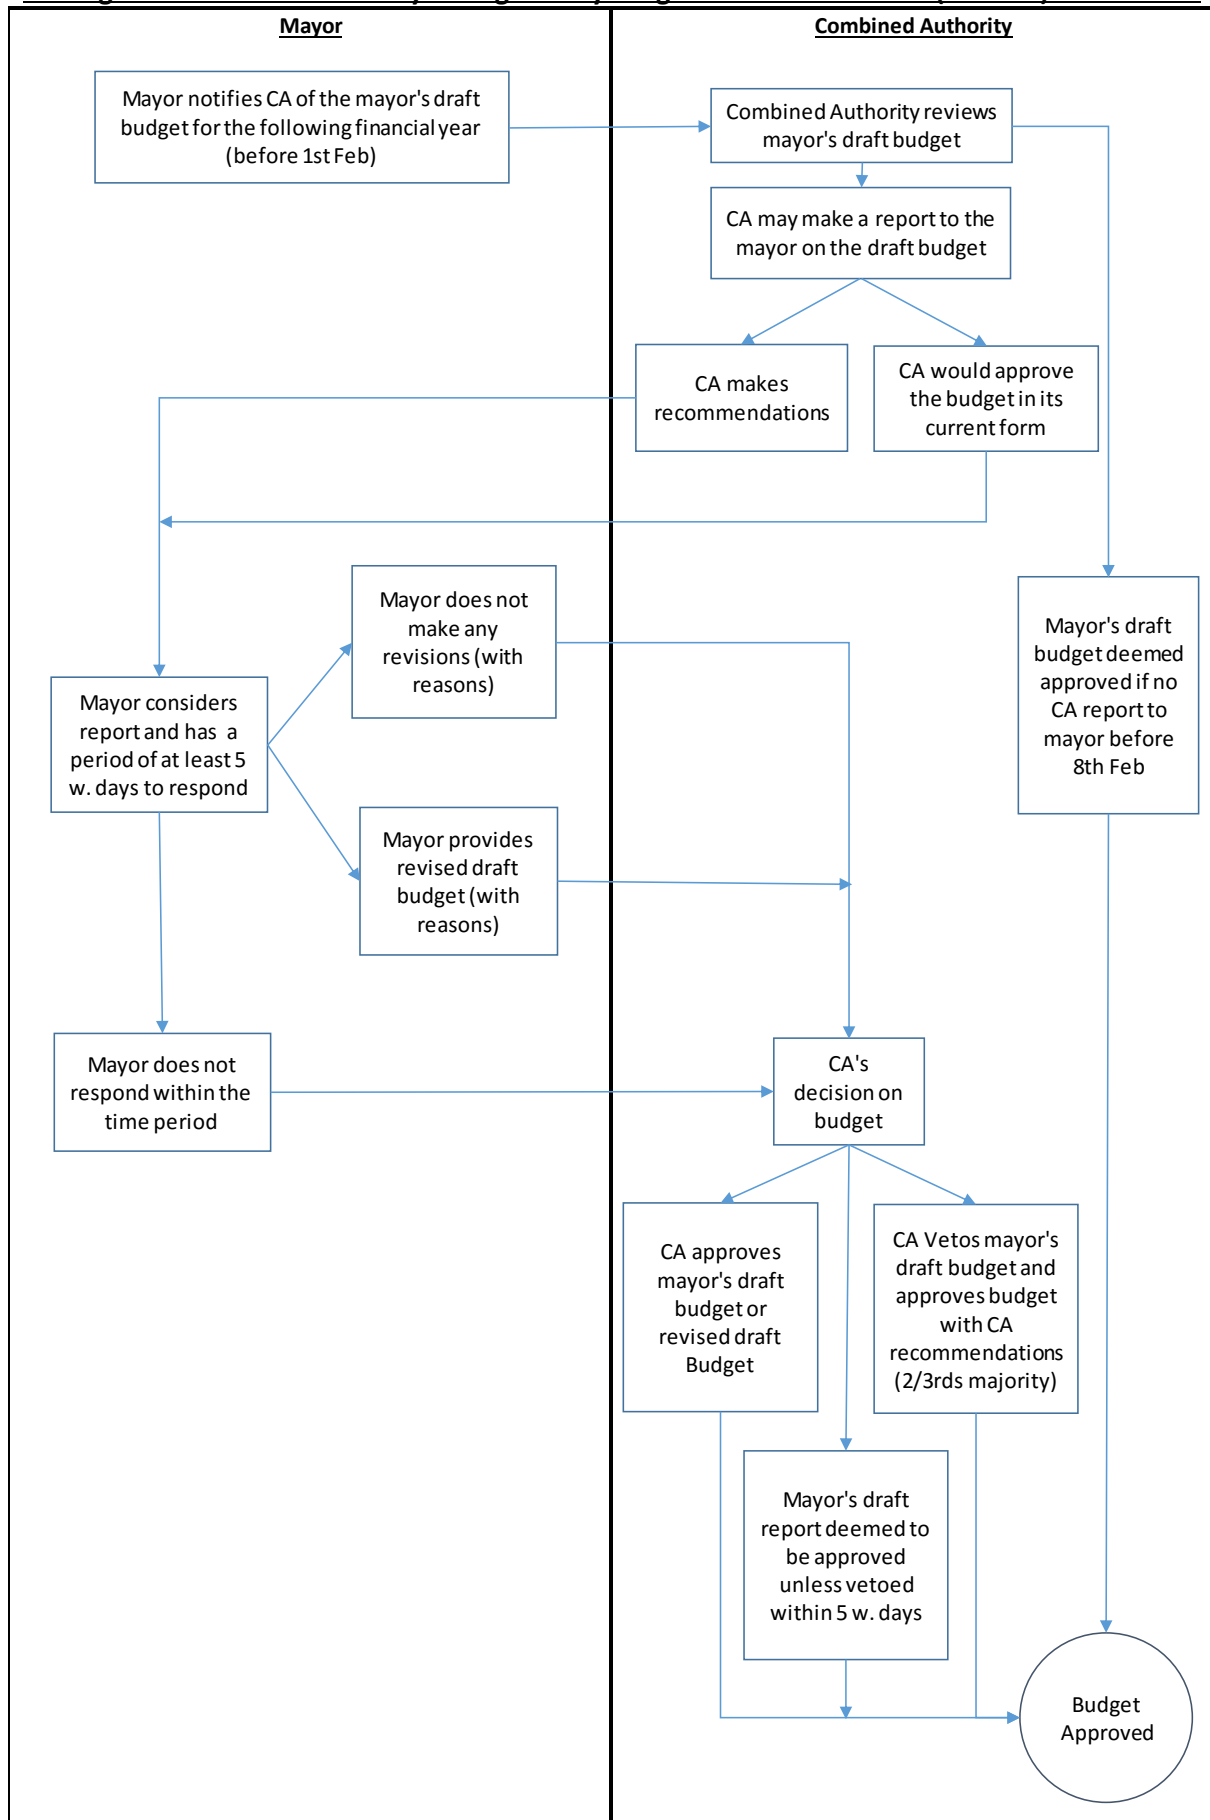 Mayor
Combined Authority
Mayor notifies CA of the mayor's draft
budget for the following financial year
(before 1st Feb)
Combined Authority reviews
mayor's draft budget
CA may make a report to the
mayor on the draft budget
CA makes
recommendations
CA would approve
the budget in its
current form
Mayor does not
make any
revisions (with
reasons)
Mayor's draft
budget deemed
approved if no
CA report to
mayor before
8th Feb
Mayor considers
report and has a
period of at least 5
w. days to respond
Mayor provides
revised draft
budget (with
reasons)
Mayor does not
respond within the
time period
CA's
decision on
budget
CA approves
mayor's draft
budget or
revised draft
Budget
CA Vetos mayor's
draft budget and
approves budget
with CA
recommendations
(2/3rds majority)
Mayor's draft
report deemed to
be approved
unless vetoed
within 5 w. days
Budget
Approved